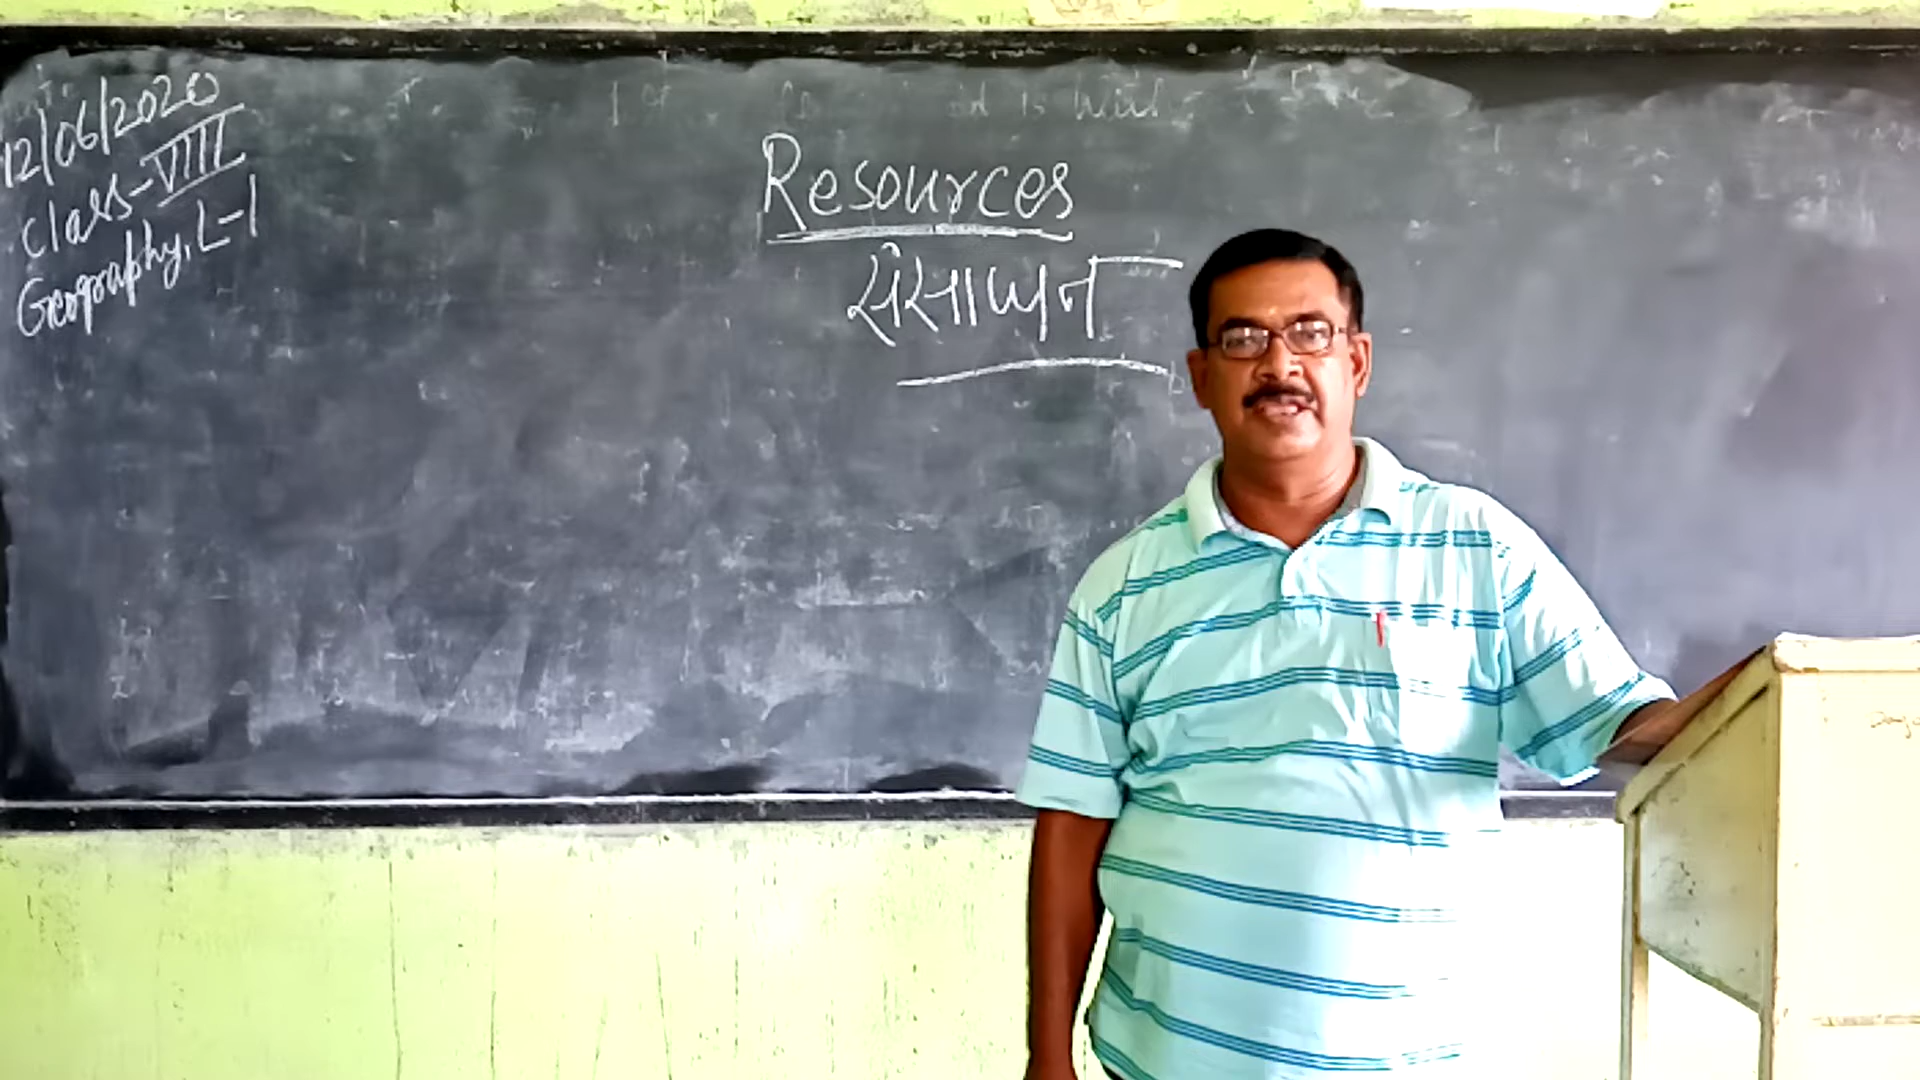 12/06/2020
Class-VIII
Geography, L-1
Resources
संसाधन